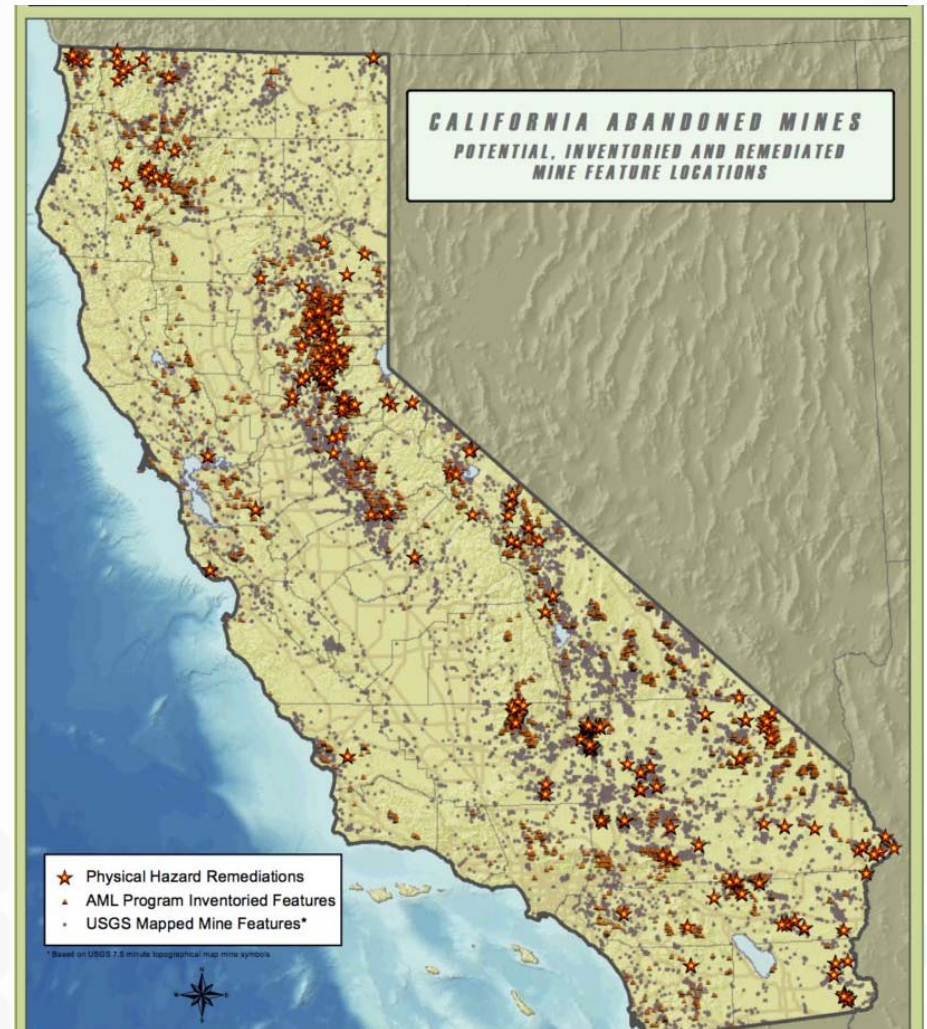 CALIFORNIA ABANDONED MINES
POTENTIAL, INVENTORIED AND REMEDIATED
MINE FEATURE LOCATIONS
Physical Hazard Remediations
AML Program Inventoried Features
USGS Mapped Mine Features*
* Based on USGS 7.5 minute topographical map mine symbols
N
W E
S